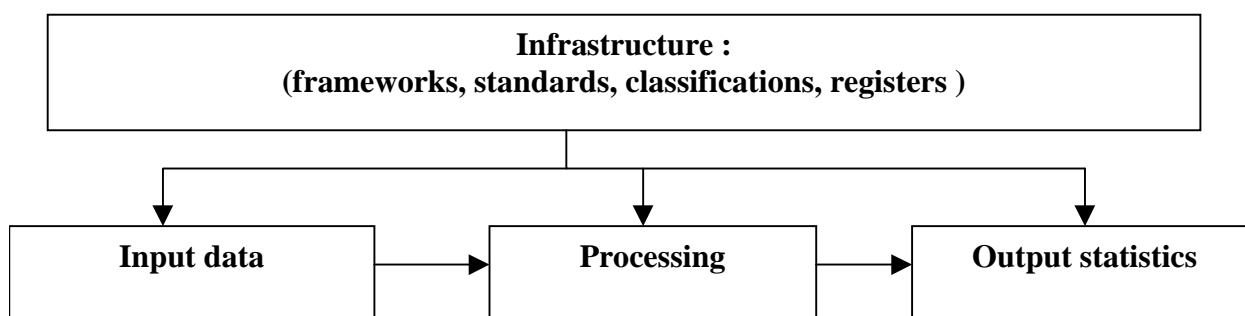 Infrastructure :
(frameworks, standards, classifications, registers )
Input data
Processing
Output statistics